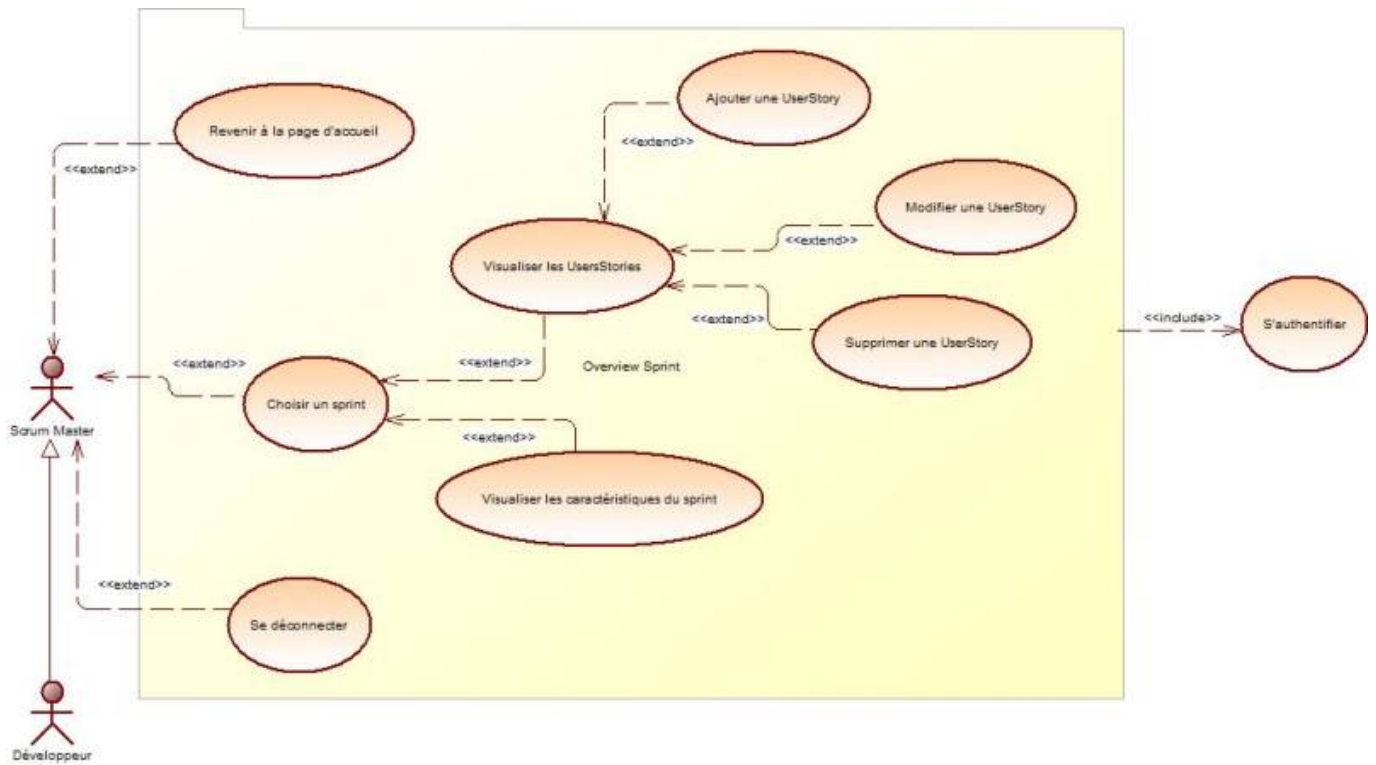 Ajouter une UserStory
Revenir à la page d'accueil
<<extend>>
<<extend>>
Modifier une UserStory
<<extend>>
Visualiser les UsersStories
<<extend>>
Supprimer une UserStory
<<include>>
S'authentifier
<<extend>>
<<extend>>
Overview Sprint
Choisir un sprint
Scrum Master
<<extend>>
Visualiser les caractéristiques du sprint
<<extend>>
Se déconnecter
Développeur